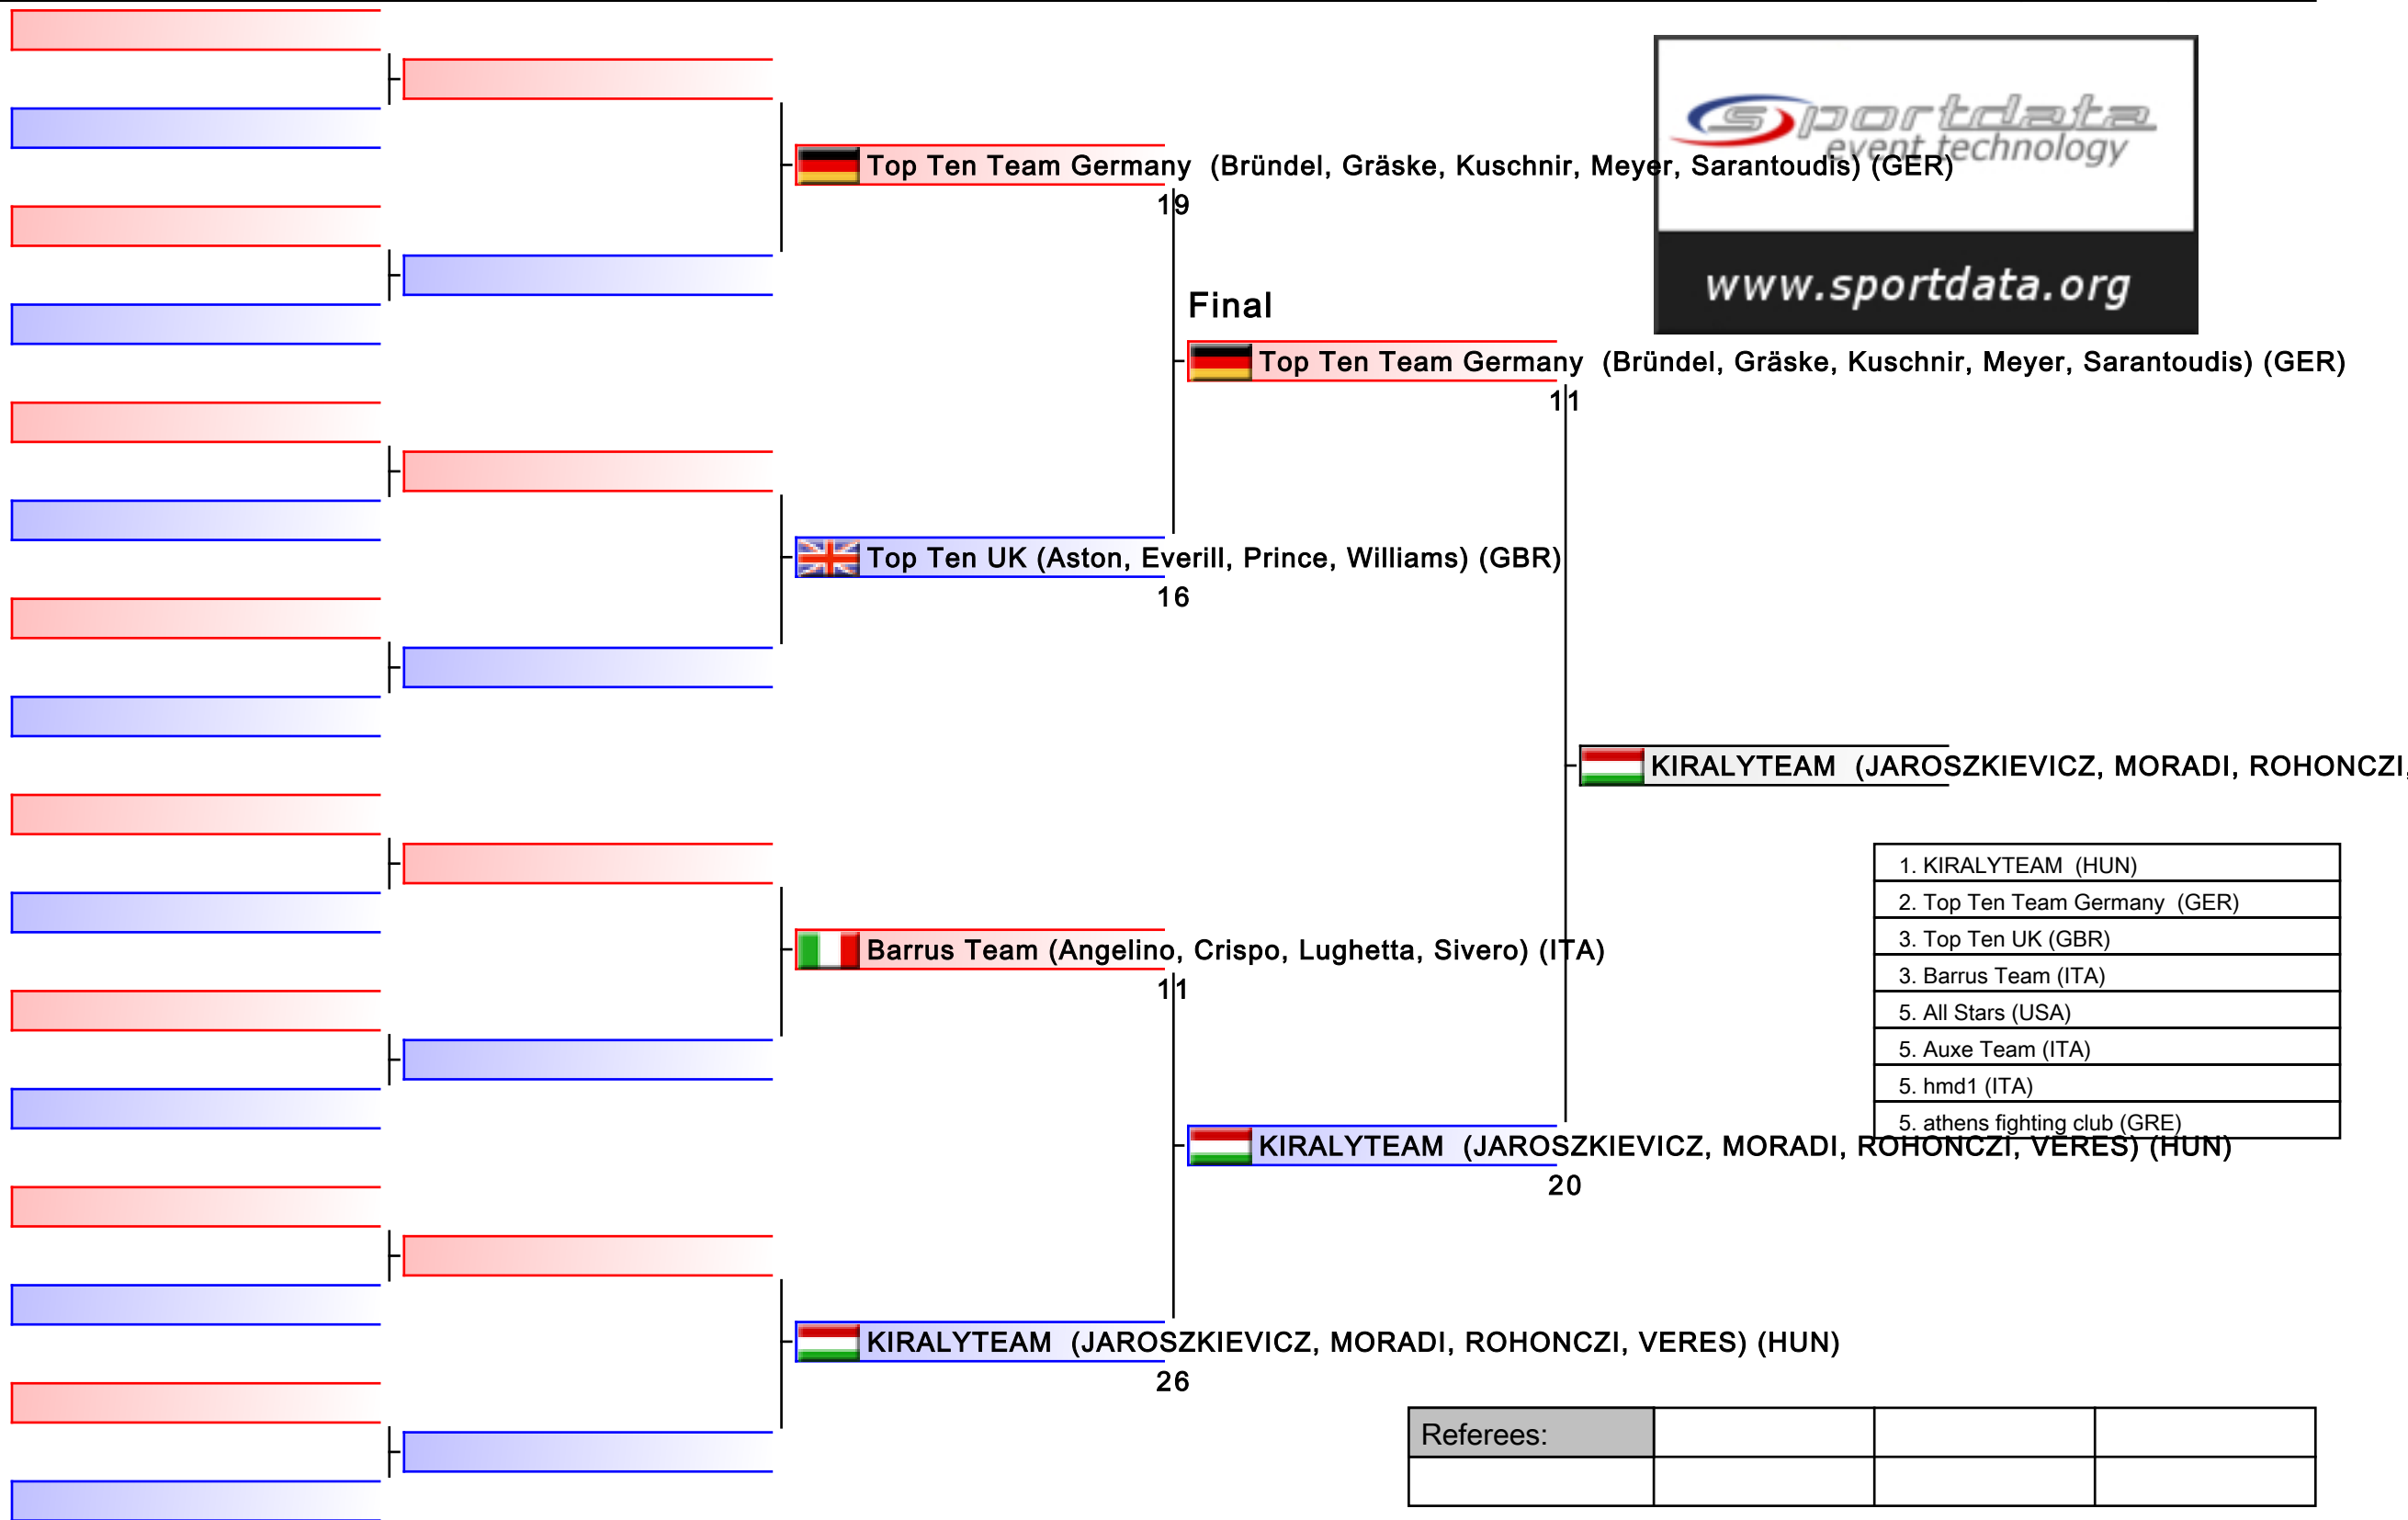 sportdata
event technology
www.sportdata.org
Top Ten Team Germany  (Bründel, Gräske, Kuschnir, Meyer, Sarantoudis) (GER)
19
Final
Top Ten Team Germany  (Bründel, Gräske, Kuschnir, Meyer, Sarantoudis) (GER)
11
Top Ten UK (Aston, Everill, Prince, Williams) (GBR)
16
KIRALYTEAM  (JAROSZKIEVICZ, MORADI, ROHONCZI,
1. KIRALYTEAM  (HUN)
2. Top Ten Team Germany  (GER)
3. Top Ten UK (GBR)
3. Barrus Team (ITA)
5. All Stars (USA)
5. Auxe Team (ITA)
5. hmd1 (ITA)
5. athens fighting club (GRE)
Barrus Team (Angelino, Crispo, Lughetta, Sivero) (ITA)
11
KIRALYTEAM  (JAROSZKIEVICZ, MORADI, ROHONCZI, VERES) (HUN)
20
KIRALYTEAM  (JAROSZKIEVICZ, MORADI, ROHONCZI, VERES) (HUN)
26
Referees: